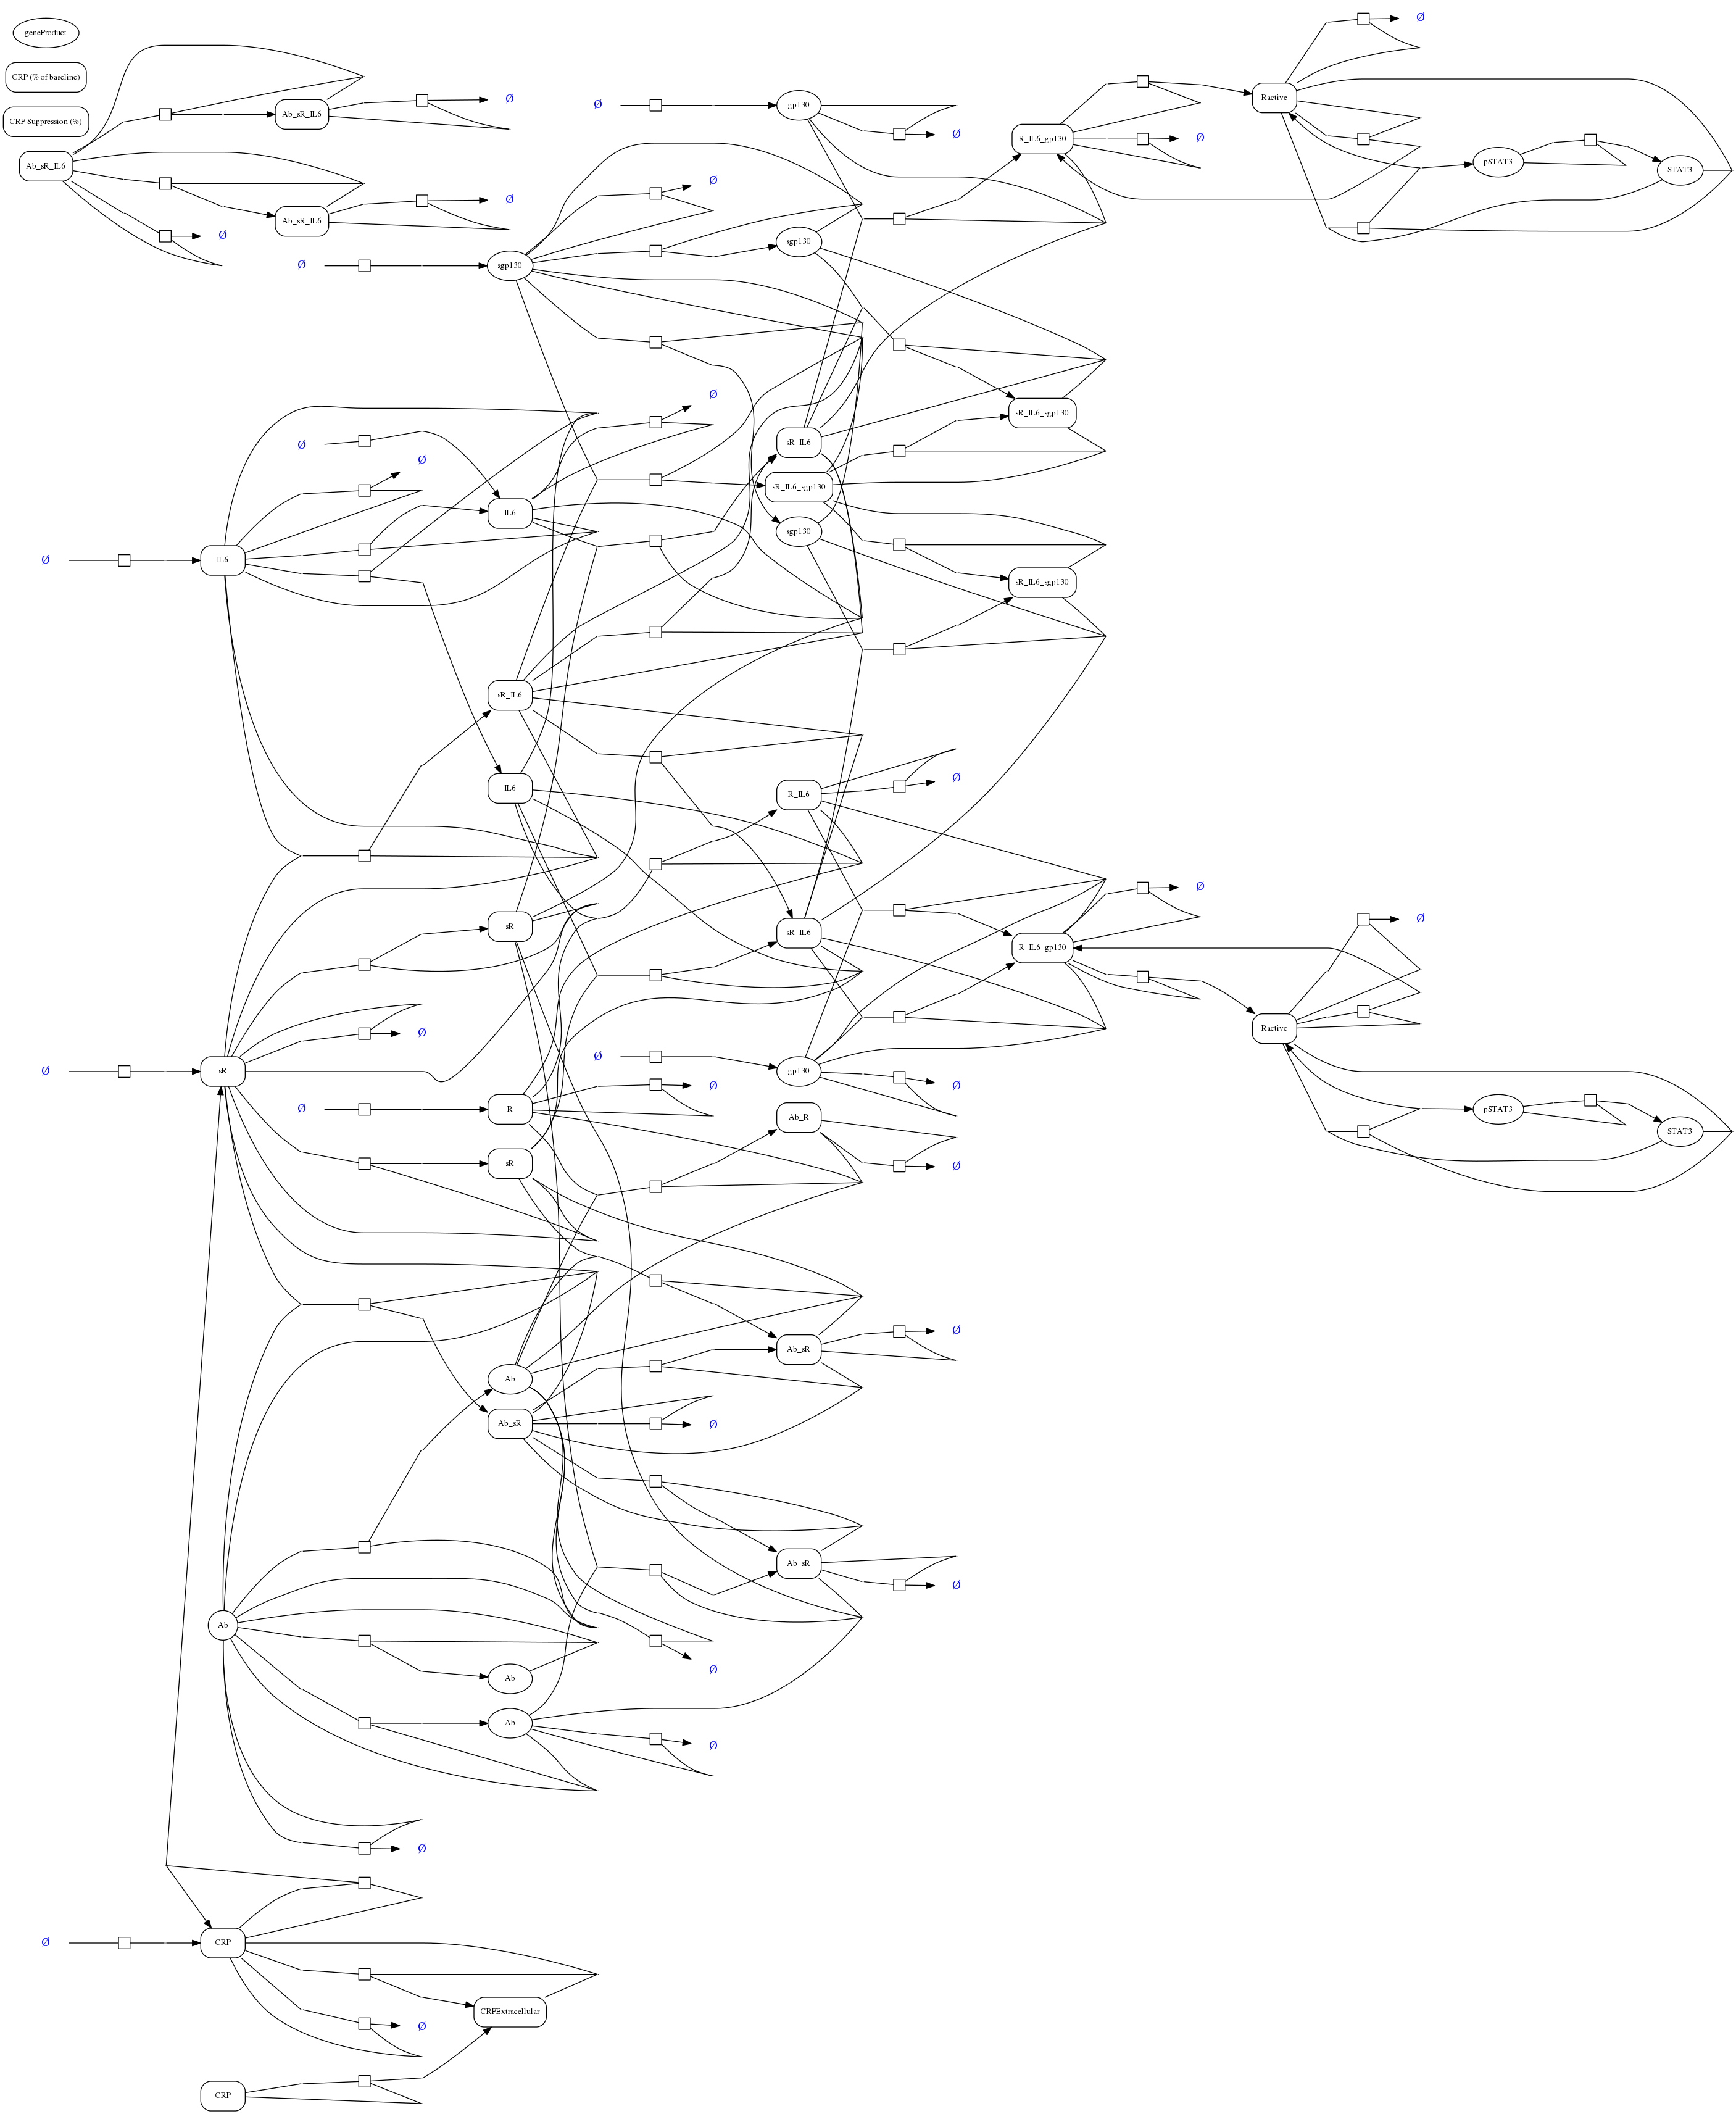 Ø
geneProduct
CRP (% of baseline)
Ø
Ab_sR_IL6
Ø
gp130
Ractive
CRP Suppression (%)
Ø
R_IL6_gp130
Ø
Ab_sR_IL6
pSTAT3
STAT3
Ø
Ab_sR_IL6
Ø
Ab_sR_IL6
Ø
sgp130
Ø
sgp130
Ø
sR_IL6_sgp130
Ø
sR_IL6
Ø
sR_IL6_sgp130
IL6
sgp130
Ø
IL6
sR_IL6_sgp130
sR_IL6
Ø
IL6
R_IL6
Ø
Ø
sR
sR_IL6
R_IL6_gp130
Ø
Ractive
Ø
Ø
Ø
sR
gp130
Ø
Ø
Ø
R
Ab_R
pSTAT3
STAT3
sR
Ø
Ø
Ab_sR
Ab
Ab_sR
Ø
Ab_sR
Ø
Ab
Ø
Ab
Ab
Ø
Ø
Ø
CRP
CRPExtracellular
Ø
CRP